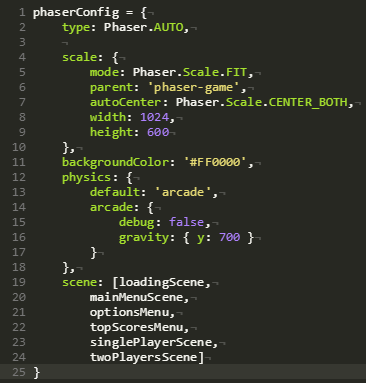 1 phaserConfig = {¬
2     type: Phaser.AUTO,¬
3 ¬
4     scale: {¬
5         mode: Phaser.Scale.FIT,¬
6         parent: 'phaser-game',¬
7         autoCenter: Phaser.Scale.CENTER_BOTH,¬
8         width: 1024,¬
9         height: 600¬
10     },¬
11     backgroundColor: '#FF0000',¬
12     physics: {¬
13         default: 'arcade',¬
14         arcade: {¬
15             debug: false,¬
16             gravity: { y: 700 }¬
17         }¬
18     },¬
19     scene: [loadingScene,¬
20         mainMenuScene,¬
21         optionsMenu,¬
22         topScoresMenu,¬
23         singlePlayerScene,¬
24         twoPlayersScene]¬
25 }